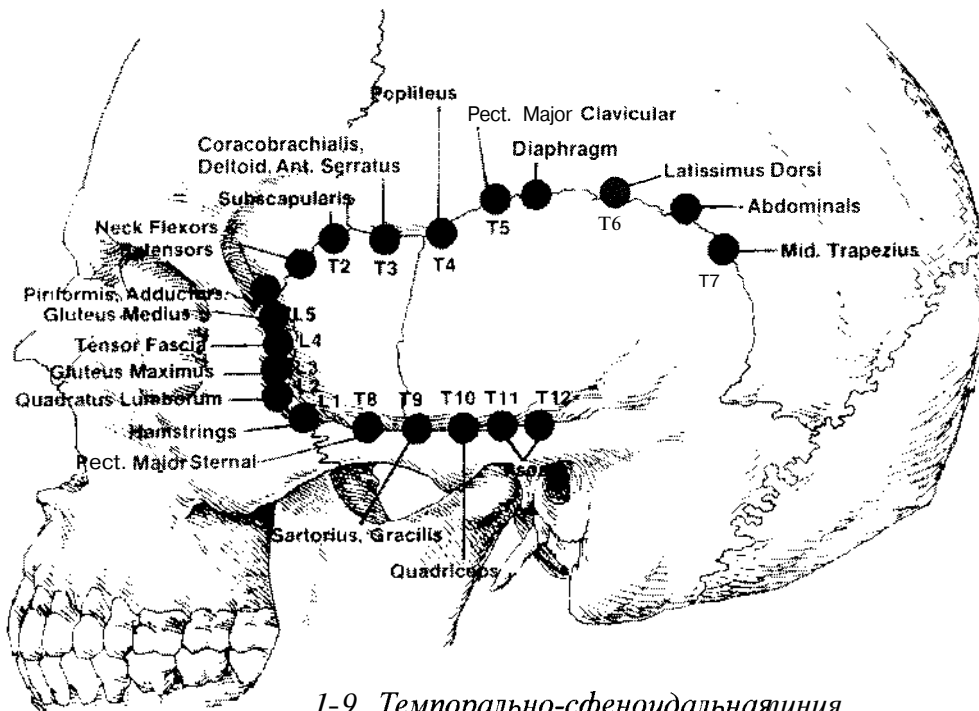 Popliteus
Pect. Major Clavicular
Coracobrachialis,
Deltoid, Ant. Serratus
Diaphragm
Latissimus Dorsi
Subscapularis
Abdominals
Neck Flexors &
Mid. Trapezius
T2
T3
T4
T5
T6
T7
Piriformis, Adductors,
Gluteus Medius
L5
Tensor Fascia
L4
Gluteus Maximus
L3
Quadratus Lumborum
L2
L1
T8
T9
T10
T11
T12
Hamstrings
Pect. Major Sternal
Sartorius, Gracilis
Quadriceps
1-9 Темпорально-сфеноидальная